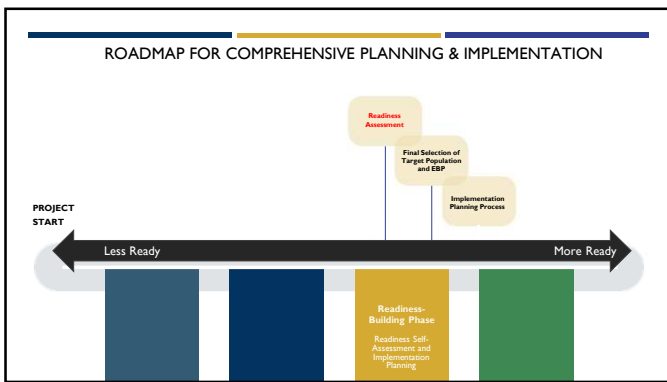 ROADMAP FOR COMPREHENSIVE PLANNING & IMPLEMENTATION
Readiness
Assessment
Final Selection of
Target Population
and EBP
Implementation
Planning Process
PROJECT
START
Less Ready
More Ready
Readiness-
Building Phase
Readiness Self-
Assessment and
Implementation
Planning